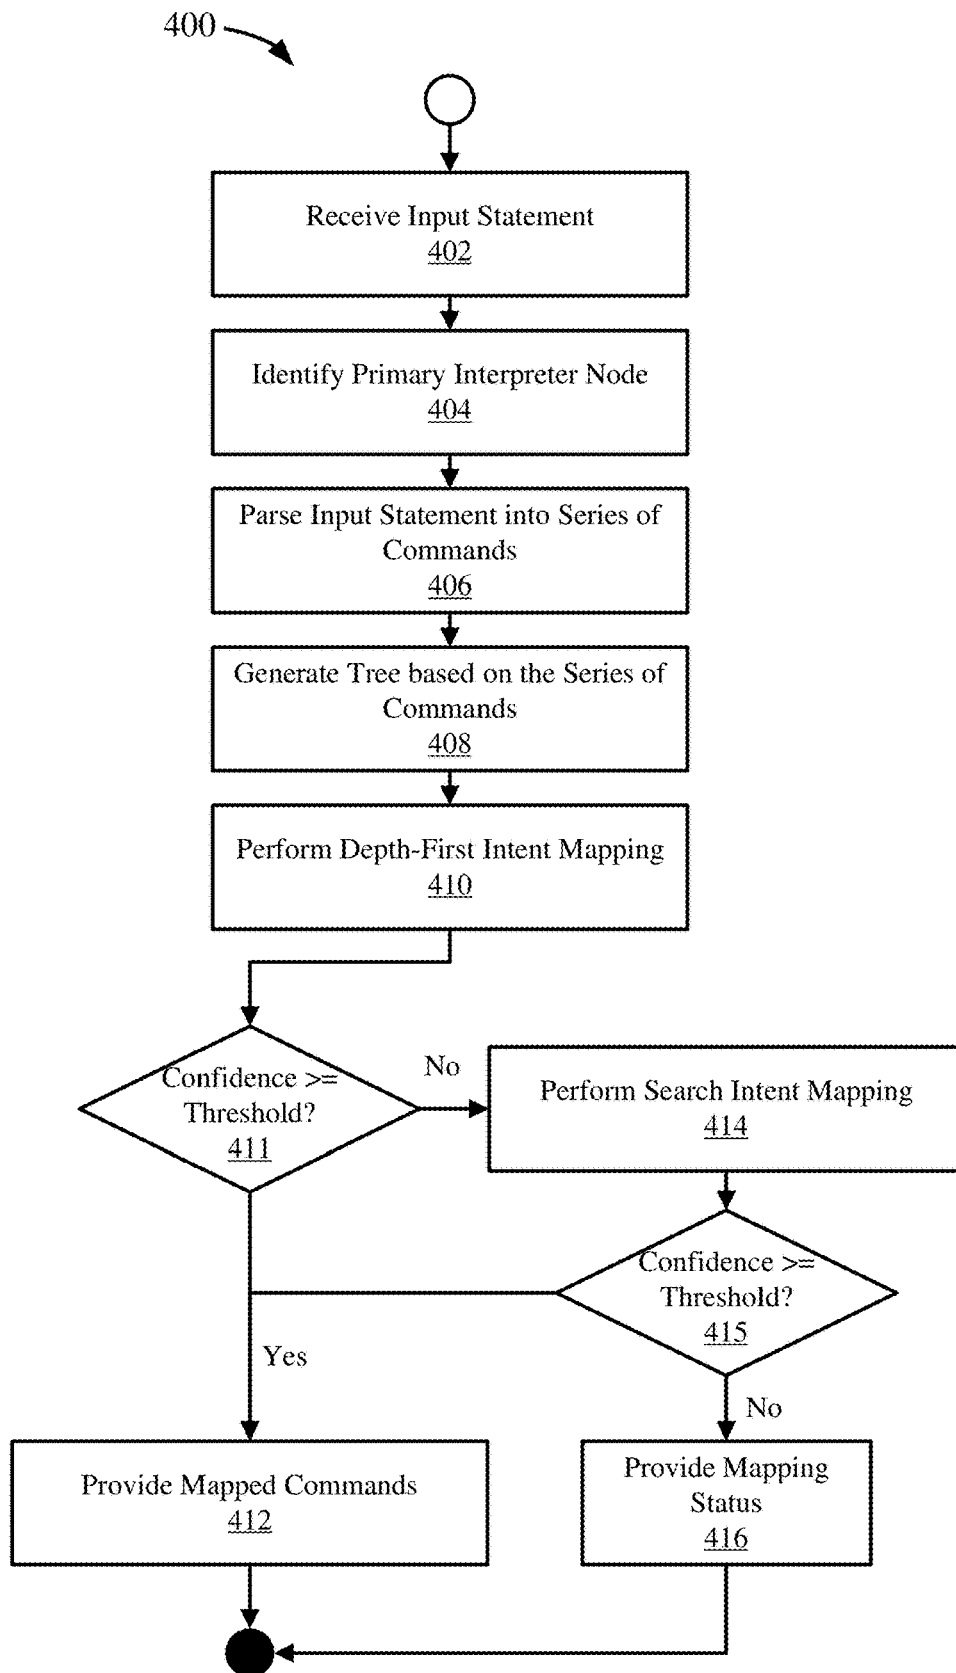 400
Receive Input Statement
402
Identify Primary Interpreter Node
404
Parse Input Statement into Series of
Commands
406
Generate Tree based on the Series of
Commands
408
Perform Depth-First Intent Mapping
410
Confidence >=
Threshold?
411
No
Perform Search Intent Mapping
414
Confidence >=
Threshold?
415
Yes
No
Provide Mapped Commands
412
Provide Mapping
Status
416